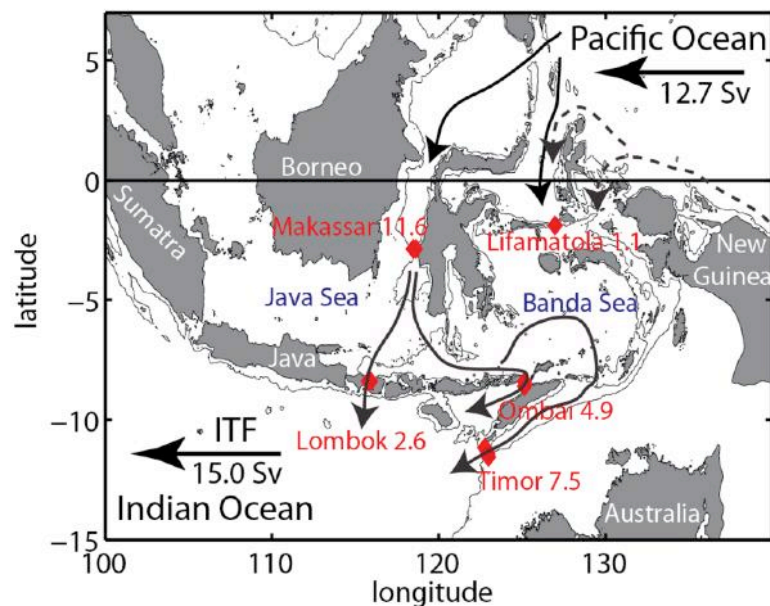 5
Pacific Ocean
12.7 Sv
Borneo
0
Sumatra
Makassar 11.6
Lifamatola 1.1
New
Guinea
latitude
−5
Java Sea
Banda Sea
Java
−10
Ombai 4.9
ITF
Lombok 2.6
15.0 Sv
Timor 7.5
Indian Ocean
Australia
−15
100
110
120
130
longitude